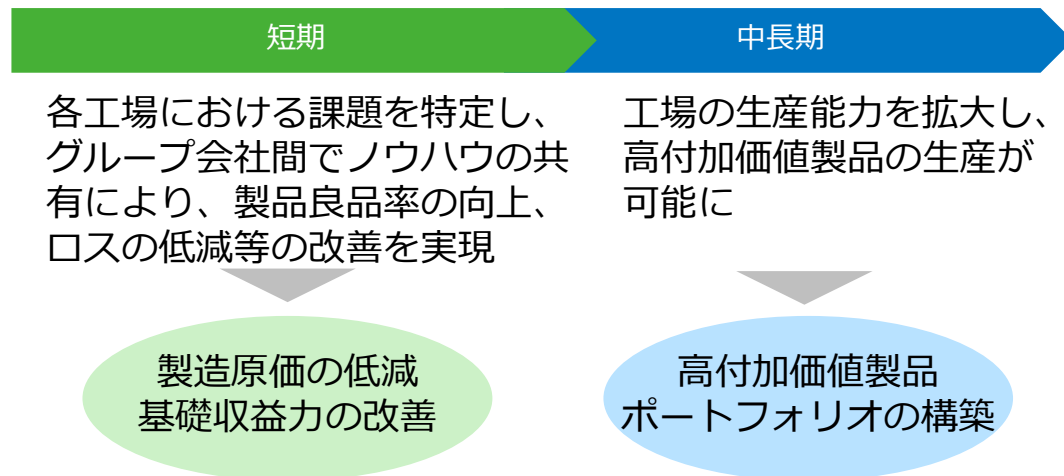 短期
中長期
各工場における課題を特定し、
グループ会社間でノウハウの共
有により、製品良品率の向上、
ロスの低減等の改善を実現
工場の生産能力を拡大し、
高付加価値製品の生産が
可能に
製造原価の低減
基礎収益力の改善
高付加価値製品
ポートフォリオの構築